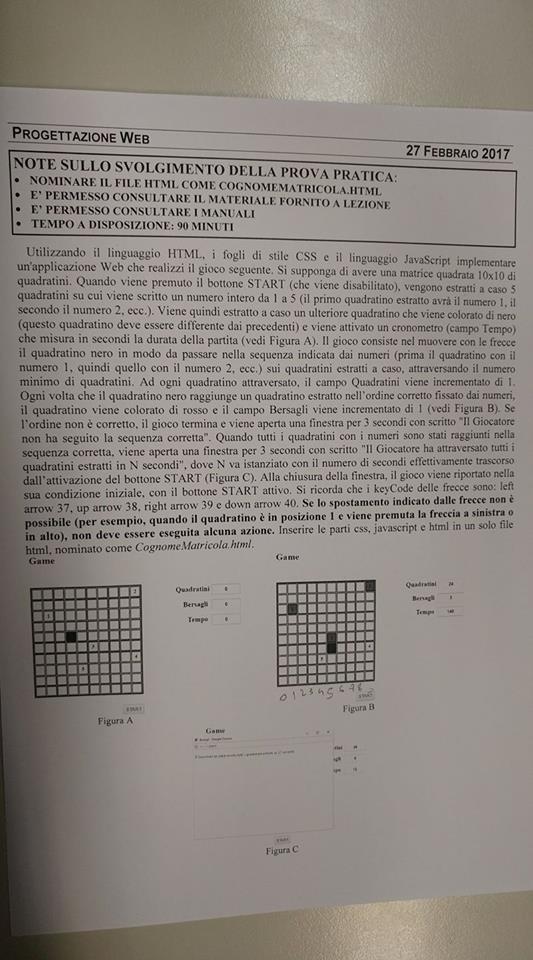 PROGETTAZIONE WEB
27 FEBBRAIO 2017
NOTE SULLO SVOLGIMENTO DELLA PROVA PRATICA:
• NOMINARE IL FILE HTML COME COGNOMEMATRICOLA.HTML
• E' PERMESSO CONSULTARE IL MATERIALE FORNITO A LEZIONE
• E' PERMESSO CONSULTARE I MANUALI
• TEMPO A DISPOSIZIONE: 90 MINUTI
Utilizzando il linguaggio HTML, i fogli di stile CSS e il linguaggio JavaScript implementare
un'applicazione Web che realizzi il gioco seguente. Si supponga di avere una matrice quadrata 10x10 di
quadratini. Quando viene premuto il bottone START (che viene disabilitato), vengono estratti a caso 5
quadratini su cui viene scritto un numero intero da 1 a 5 (il primo quadratino estratto avrà il numero 1, il
secondo il numero 2, ecc.). Viene quindi estratto a caso un ulteriore quadratino che viene colorato di nero
(questo quadratino deve essere differente dai precedenti) e viene attivato un cronometro (campo Tempo)
che misura in secondi la durata della partita (vedi Figura A). Il gioco consiste nel muovere con le frecce
il quadratino nero in modo da passare nella sequenza indicata dai numeri (prima il quadratino con il
numero 1, quindi quello con il numero 2, ecc.) sui quadratini estratti a caso, attraversando il numero
minimo di quadratini. Ad ogni quadratino attraversato, il campo Quadratini viene incrementato di 1.
Ogni volta che il quadratino nero raggiunge un quadratino estratto nell'ordine corretto fissato dai numeri,
il quadratino viene colorato di rosso e il campo Bersagli viene incrementato di 1 (vedi Figura B). Se
l'ordine non è corretto, il gioco termina e viene aperta una finestra per 3 secondi con scritto "Il Giocatore
non ha seguito la sequenza corretta". Quando tutti i quadratini con i numeri sono stati raggiunti nella
sequenza corretta, viene aperta una finestra per 3 secondi con scritto "Il Giocatore ha attraversato tutti i
quadratini estratti in N secondi", dove N va istanziato con il numero di secondi effettivamente trascorso
dall'attivazione del bottone START (Figura C). Alla chiusura della finestra, il gioco viene riportato nella
sua condizione iniziale, con il bottone START attivo. Si ricorda che i keyCode delle frecce sono: left
arrow 37, up arrow 38, right arrow 39 e down arrow 40. Se lo spostamento indicato dalle frecce non è
possibile (per esempio, quando il quadratino è in posizione 1 e viene premuta la freccia a sinistra o
in alto), non deve essere eseguita alcuna azione. Inserire le parti css, javascript e html in un solo file
html, nominato come CognomeMatricola.html.
Game
Quadratini 0
Bersagli 0
Tempo 0
START
Figura A
Game
Quadratini 24
Bersagli 3
Tempo 140
0 1 2 3 4 5 6 7 8
START
Figura B
Game
START
Figura C